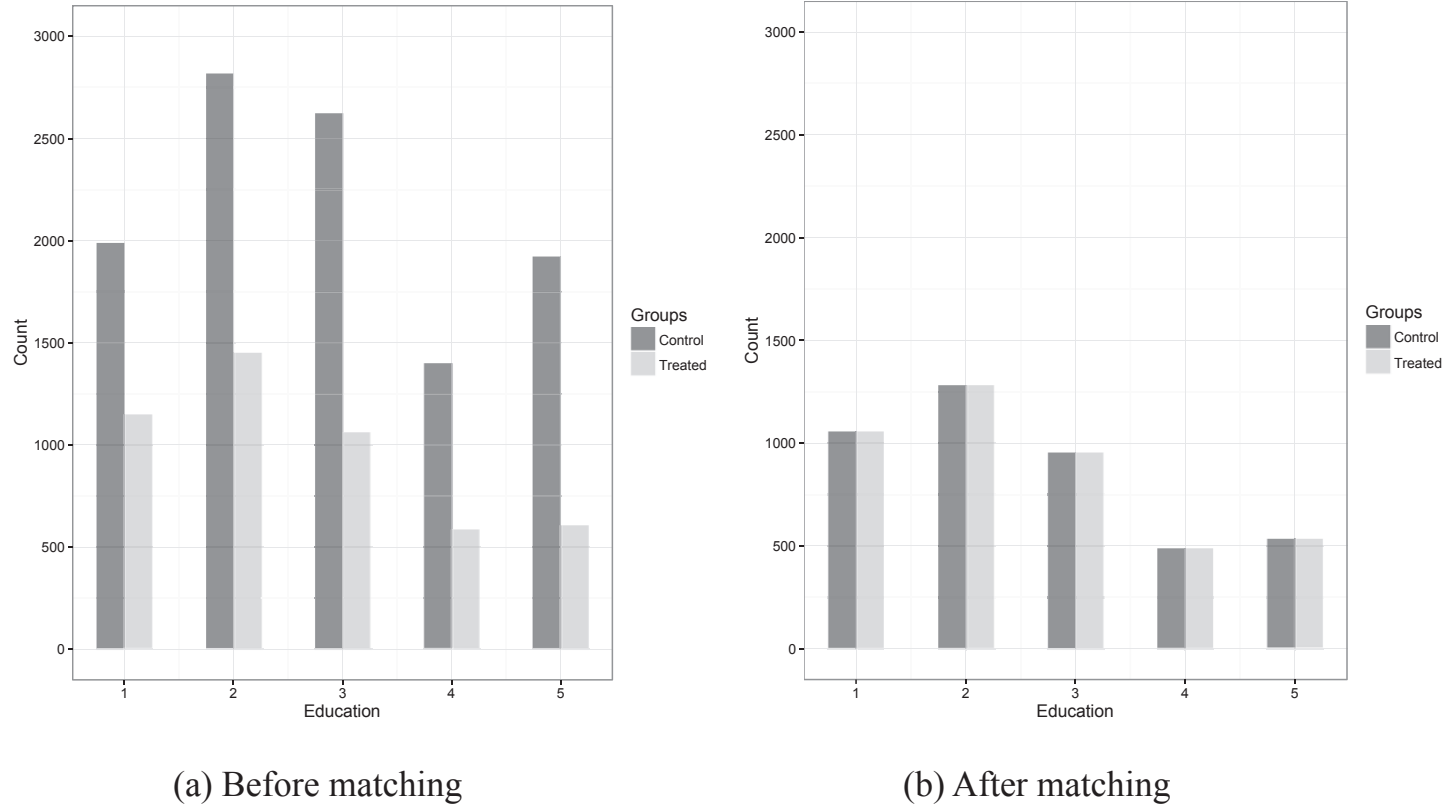 3000
2500
2000
1500
1000
500
0
Count
1
2
3
4
5
Education
Groups
Control
Treated
(a) Before matching
3000
2500
2000
1500
1000
500
0
Count
1
2
3
4
5
Education
Groups
Control
Treated
(b) After matching